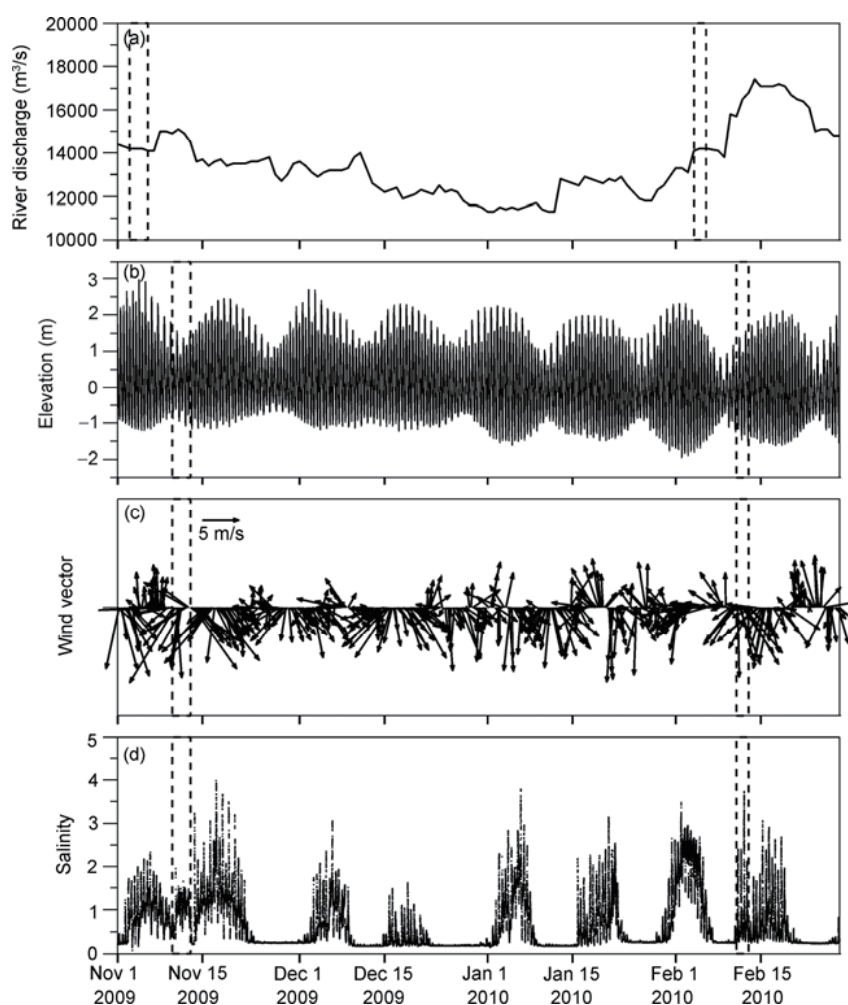 20000
(a)
18000
16000
14000
12000
10000
River discharge (m³/s)
(b)
3
2
1
0
−1
−2
Elevation (m)
(c)
5 m/s
Wind vector
5
(d)
4
3
2
1
0
Salinity
Nov 1 Nov 15 Dec 1 Dec 15 Jan 1 Jan 15 Feb 1 Feb 15
2009 2009 2009 2009 2010 2010 2010 2010